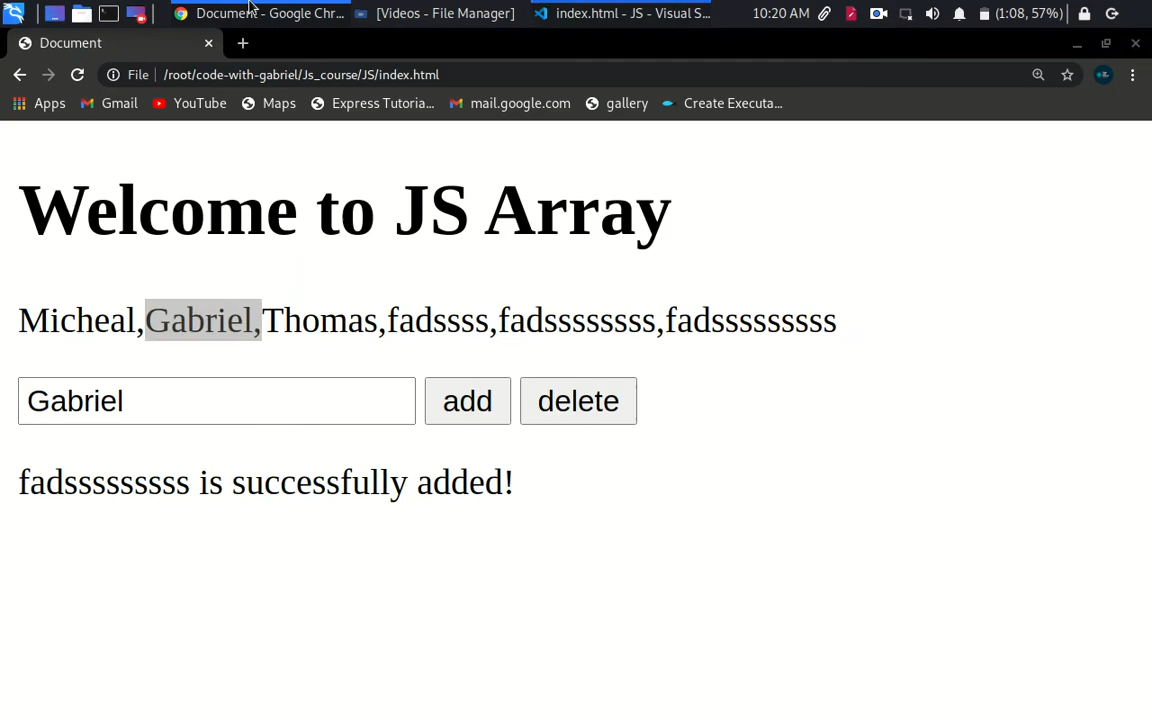 Document - Google Chr...
[Videos - File Manager]
index.html - JS - Visual S...
10:20 AM
(1:08, 57%)
Document
File
/root/code-with-gabriel/Js_course/JS/index.html
Apps
Gmail
YouTube
Maps
Express Tutoria...
mail.google.com
gallery
Create Executa...
Welcome to JS Array
Micheal,Gabriel,Thomas,fadssss,fadssssssss,fadsssssssss
Gabriel
add
delete
fadsssssssss is successfully added!